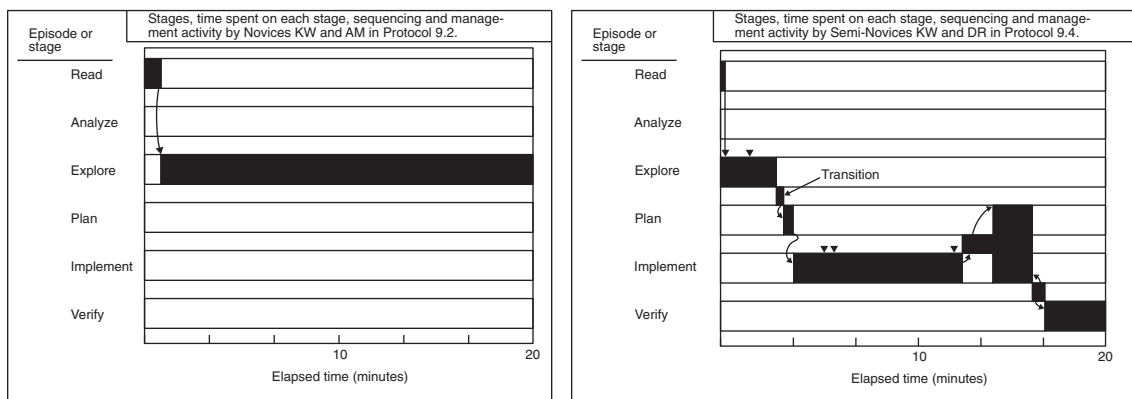 Stages, time spent on each stage, sequencing and manage-
ment activity by Novices KW and AM in Protocol 9.2.
Episode or
stage
Read
Analyze
Explore
Plan
Implement
Verify
10
20
Elapsed time (minutes)
Stages, time spent on each stage, sequencing and manage-
ment activity by Semi-Novices KW and DR in Protocol 9.4.
Episode or
stage
Read
Analyze
Explore
Transition
Plan
Implement
Verify
10
20
Elapsed time (minutes)